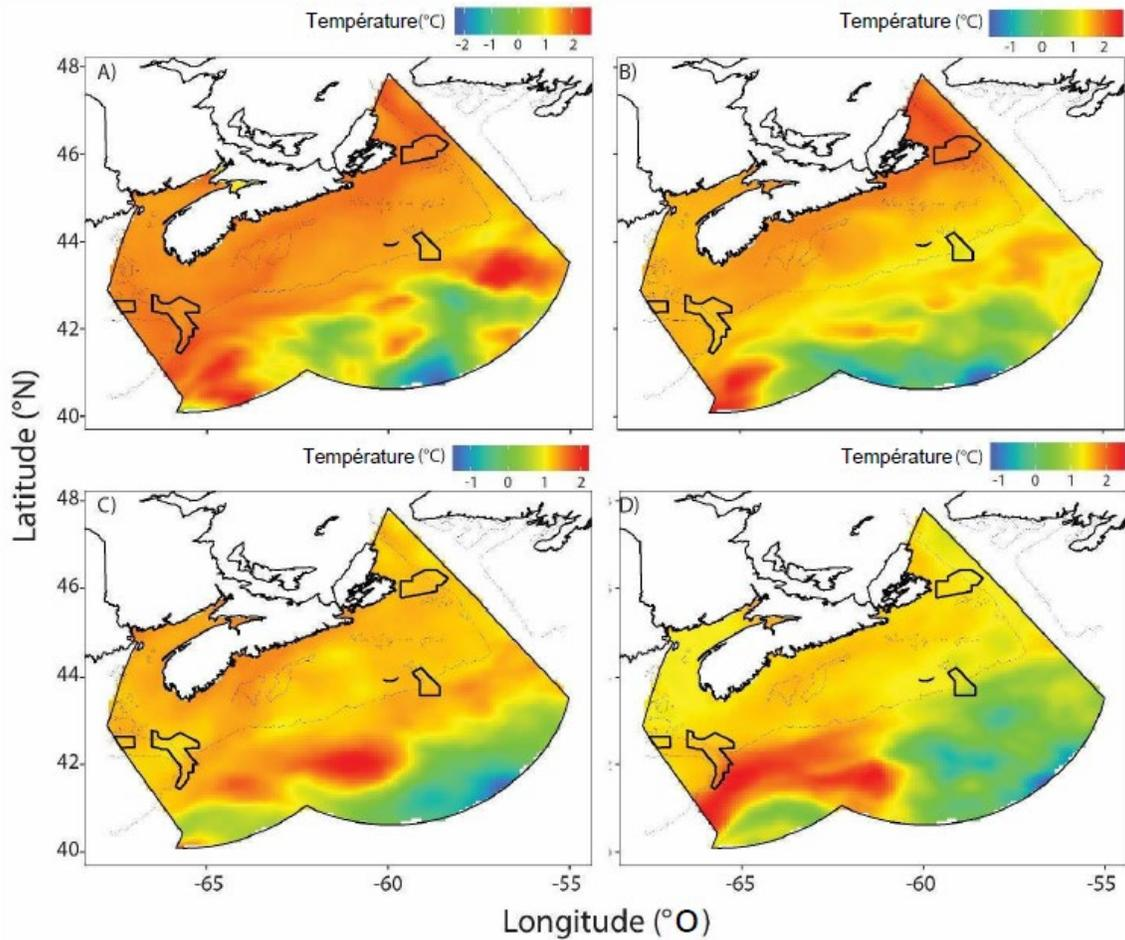 Température (°C)
-2 -1 0 1 2
Température (°C)
-1 0 1 2
A)
B)
48
46
44
42
40
Température (°C)
-1 0 1 2
Température (°C)
-1 0 1 2
C)
D)
48
46
44
42
40
Latitude (°N)
-65 -60 -55
-65 -60 -55
Longitude (°O)